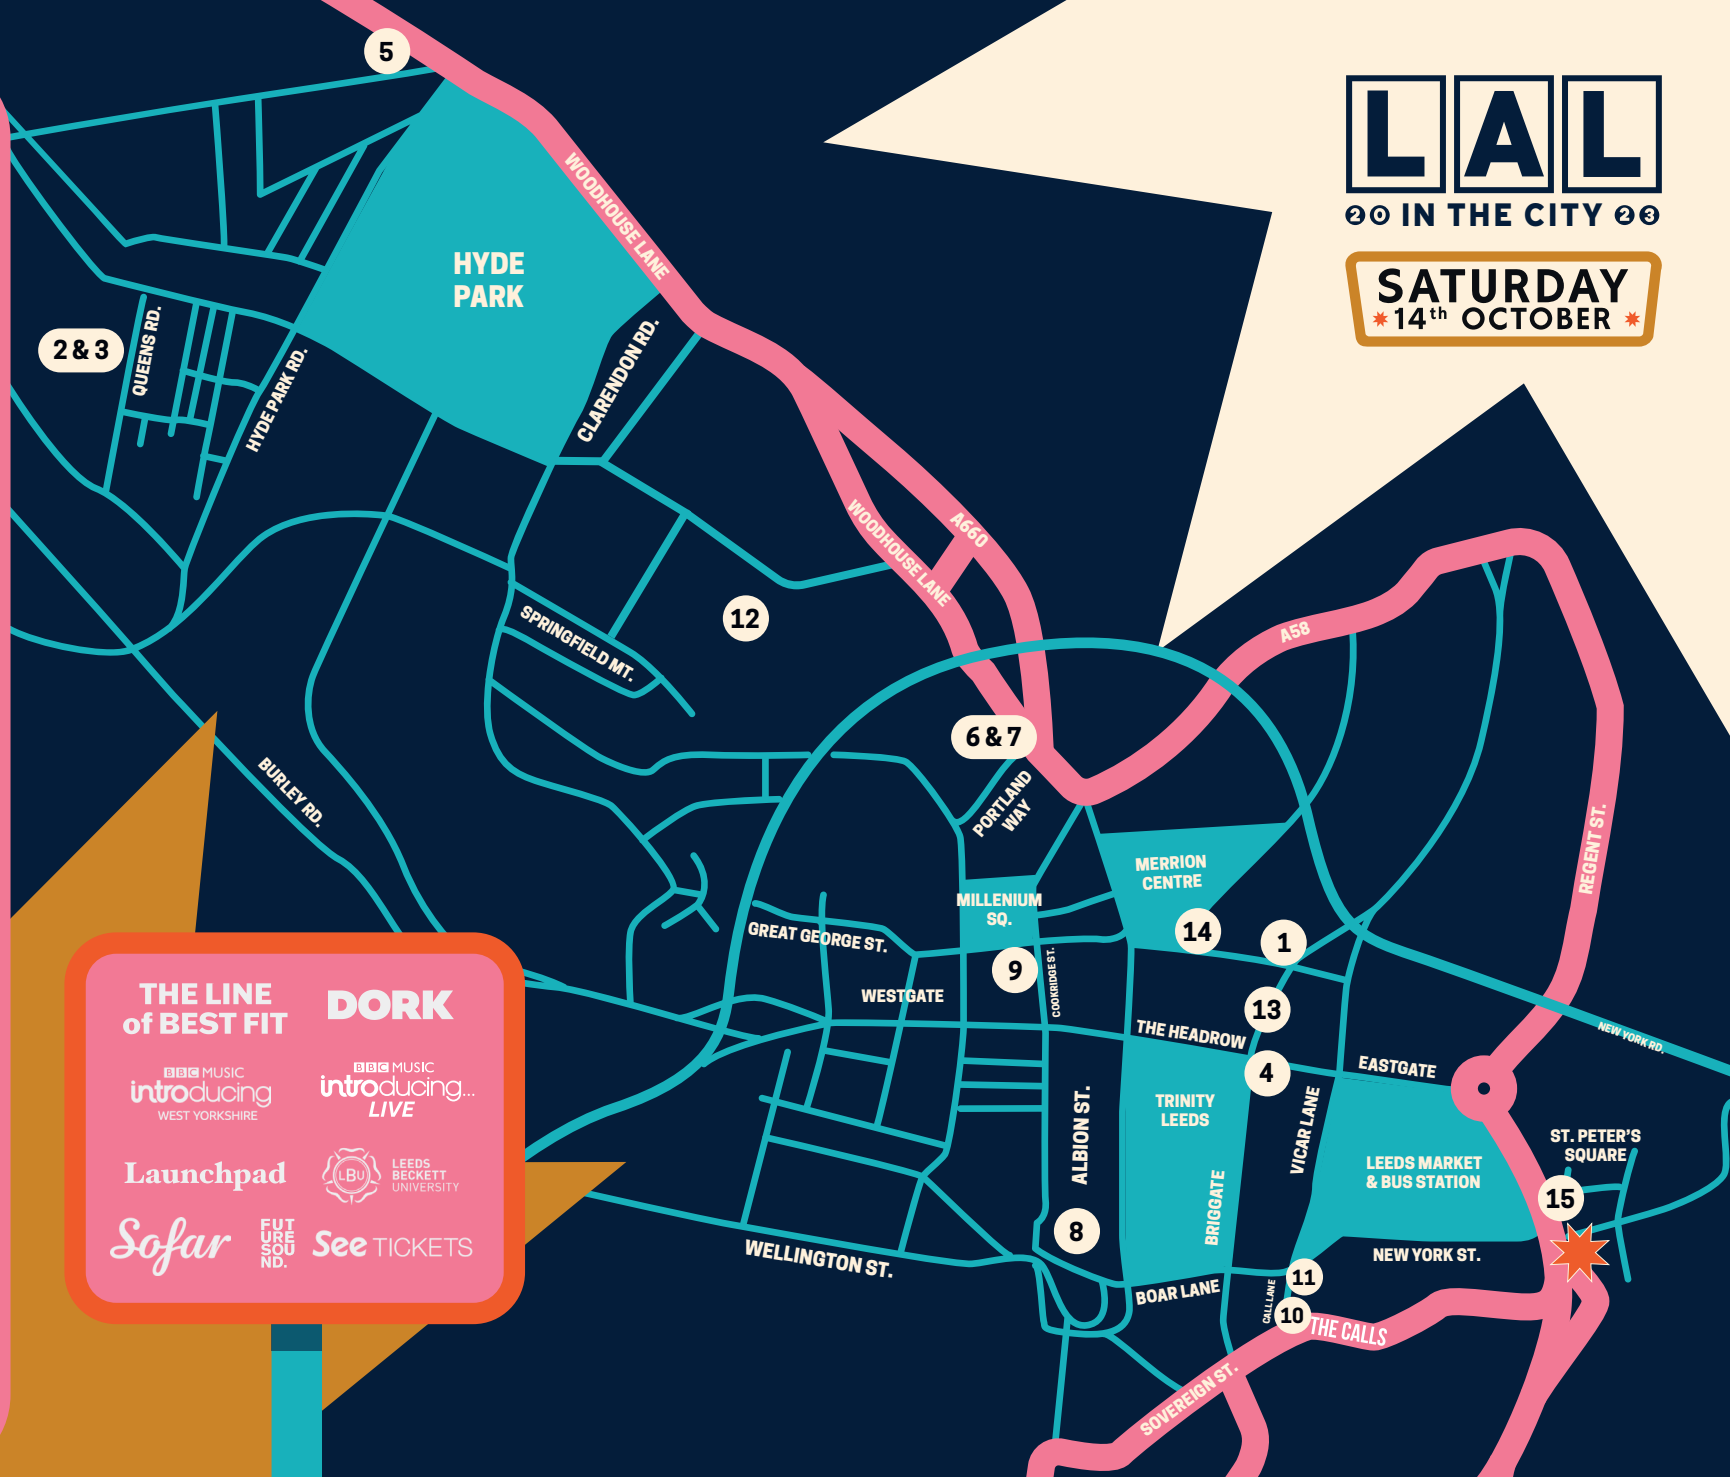 LAL
20 IN THE CITY 23
SATURDAY
14th OCTOBER
5
WOODHOUSE LANE
HYDE
PARK
2 & 3
QUEENS RD.
HYDE PARK RD.
CLARENDON RD.
WOODHOUSE LANE
A660
12
SPRINGFIELD MT.
A58
6 & 7
PORTLAND
WAY
BURLEY RD.
REGENT ST.
MERRION
CENTRE
MILLENIUM
SQ.
GREAT GEORGE ST.
14
1
9
COOKRIDGE ST.
WESTGATE
13
THE HEADROW
NEW YORK RD.
4
EASTGATE
ALBION ST.
TRINITY
LEEDS
VICAR LANE
ST. PETER'S
SQUARE
LEEDS MARKET
& BUS STATION
15
BRIGGATE
8
NEW YORK ST.
WELLINGTON ST.
BOAR LANE
11
CALL LANE
10
THE CALLS
SOVEREIGN ST.
THE LINE
of BEST FIT
DORK
BBC MUSIC
introducing
WEST YORKSHIRE
BBC MUSIC
introducing...
LIVE
Launchpad
LBU
LEEDS
BECKETT
UNIVERSITY
Sofar
FUT
URE
SOU
ND.
See TICKETS